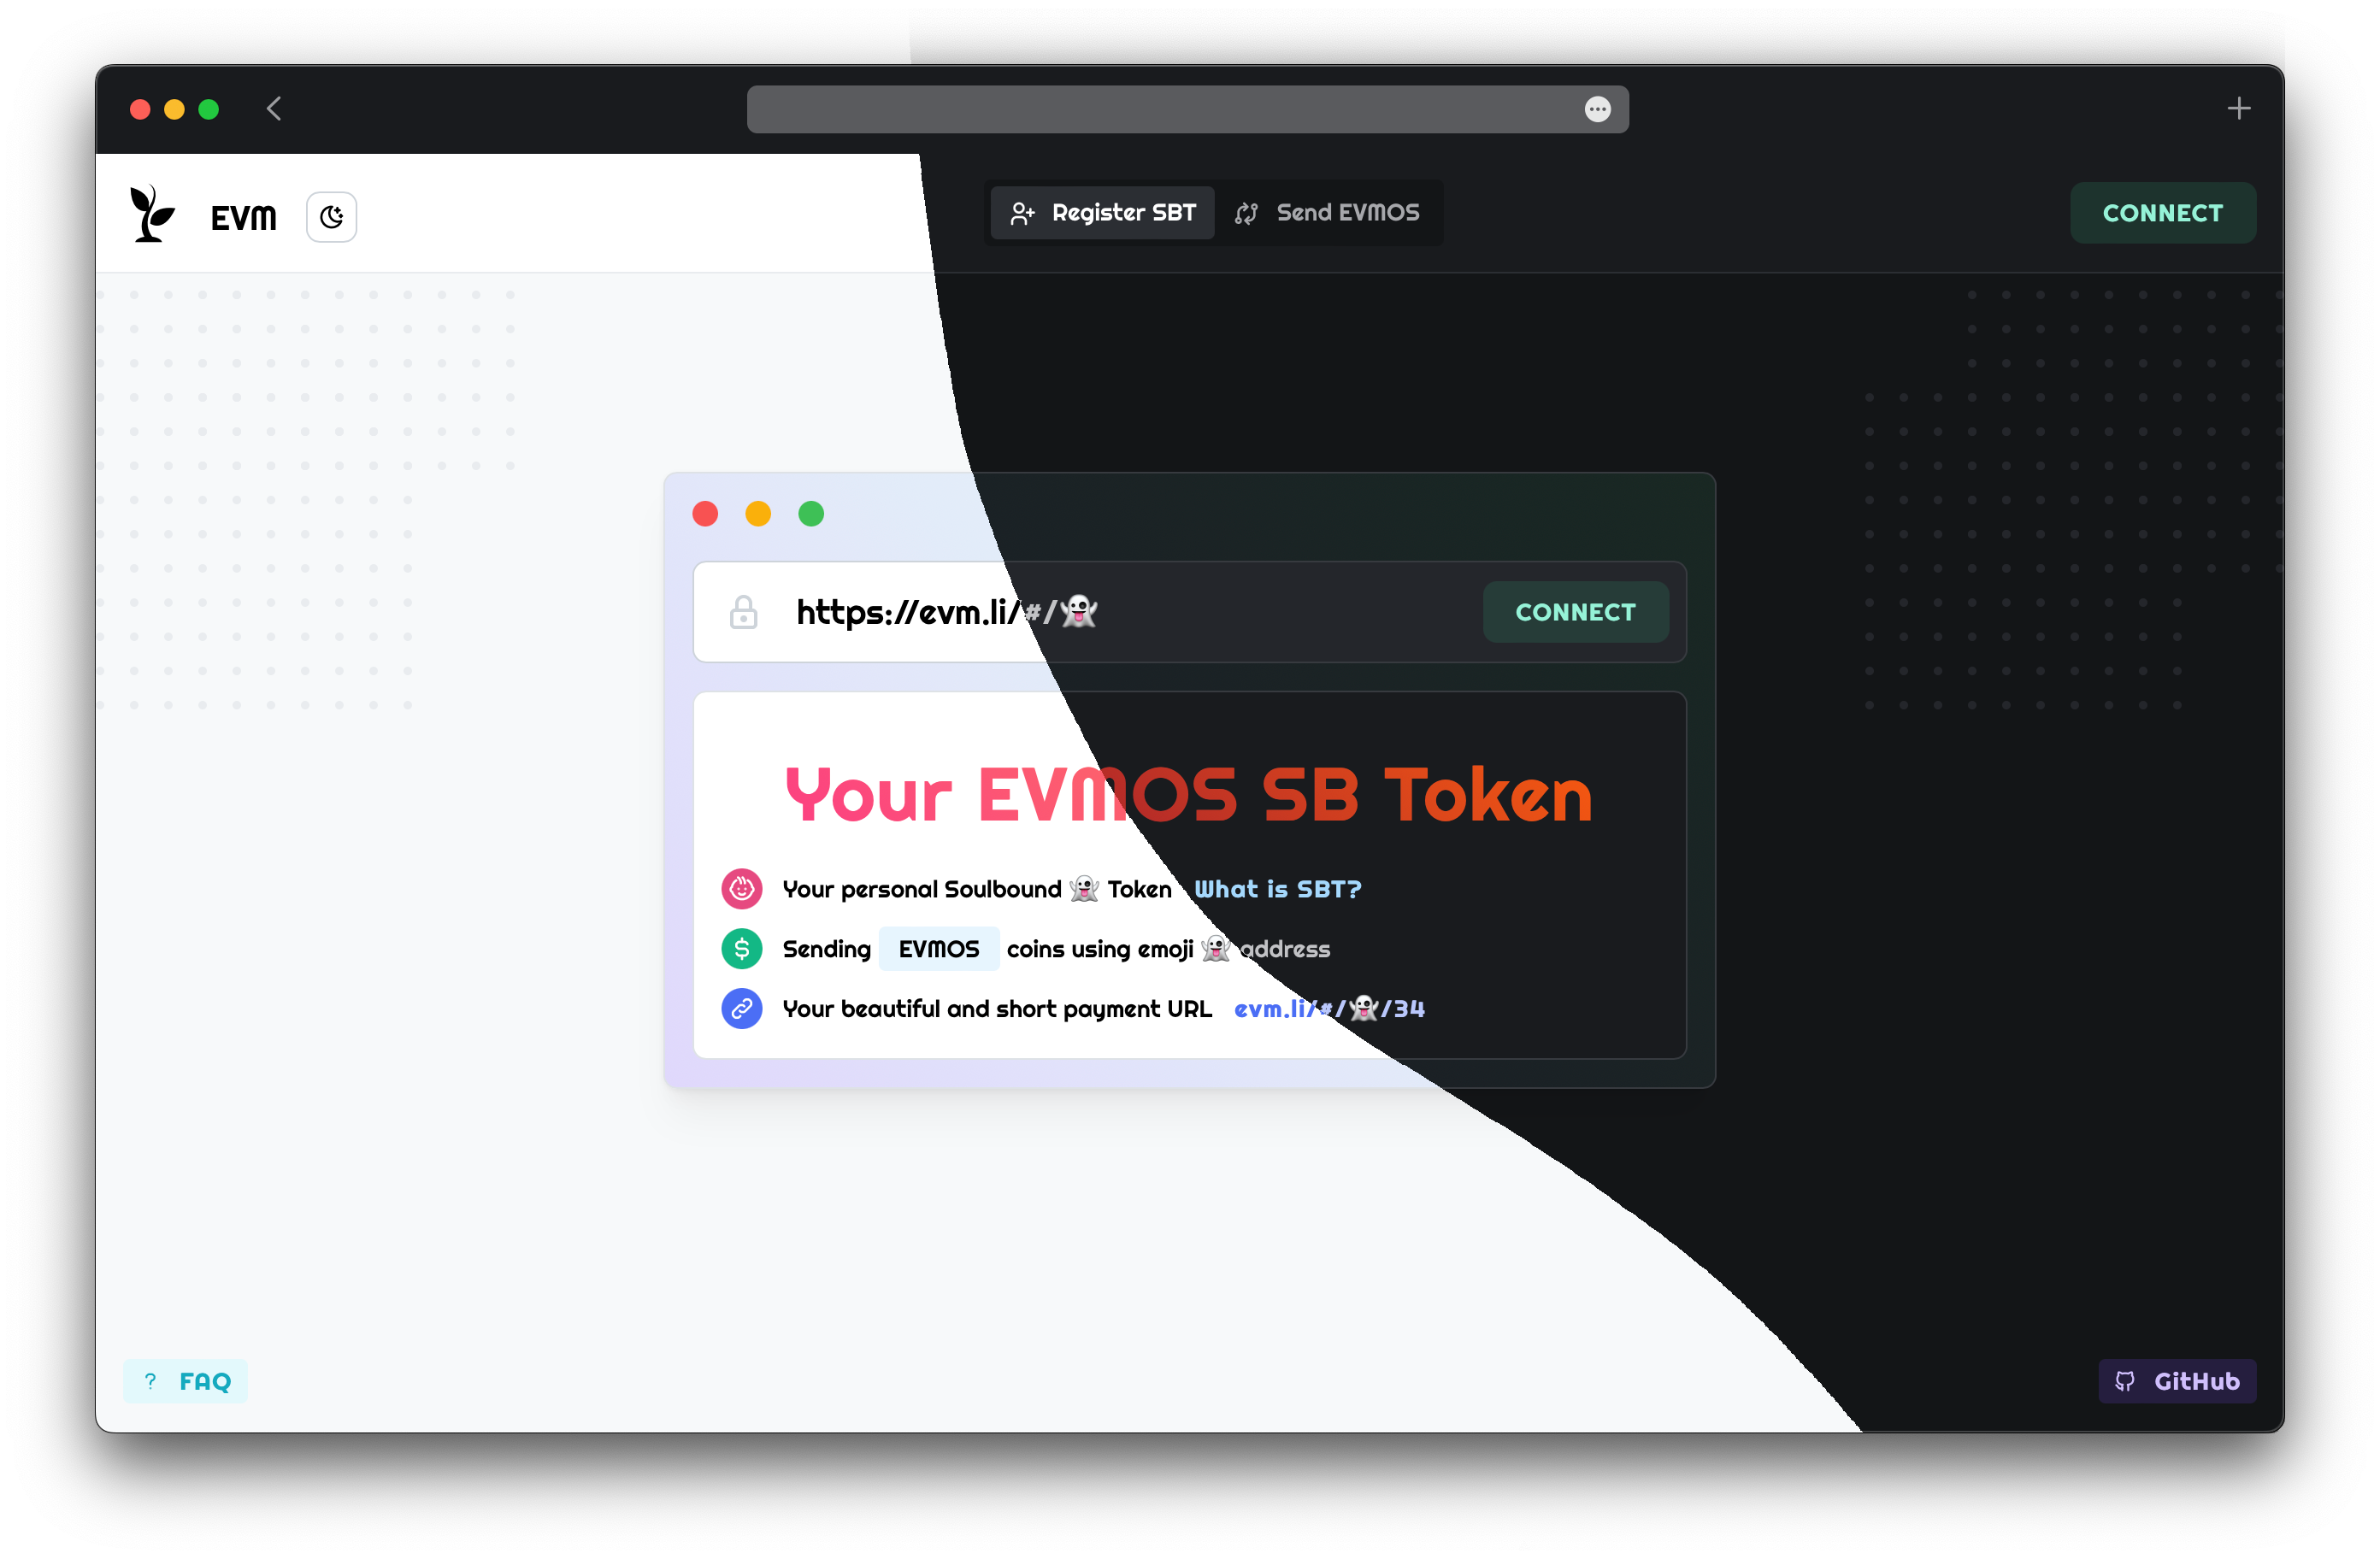 EVM
Register SBT
Send EVMOS
CONNECT
https://evm.li/#/👻
CONNECT
Your EVMOS SB Token
Your personal Soulbound 👻 Token What is SBT?
Sending EVMOS coins using emoji 👻 address
Your beautiful and short payment URL evm.li/#/👻/34
? FAQ
GitHub